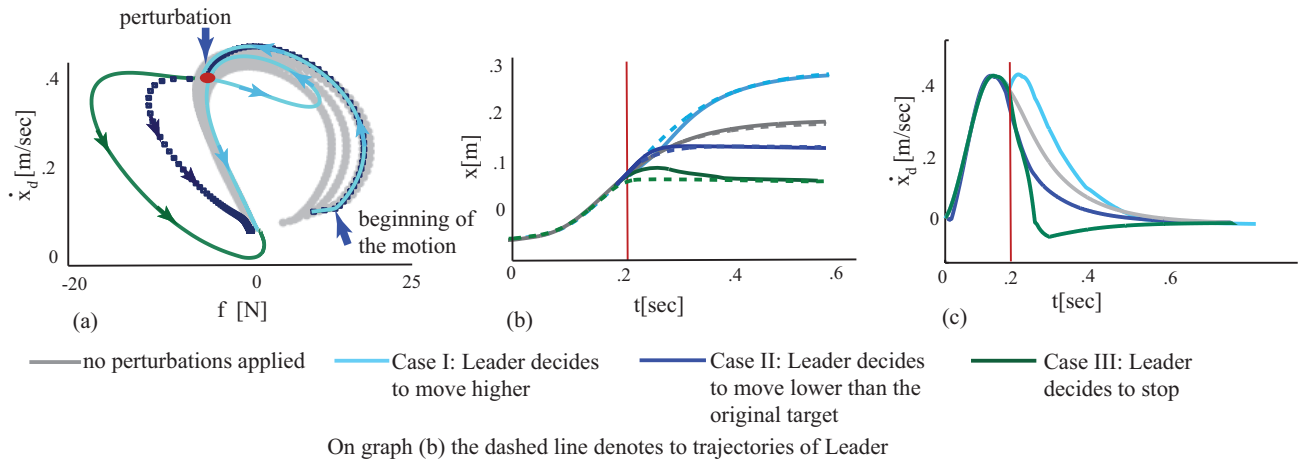 perturbation
.4
.2
0
ẋd [m/sec]
-20
0
25
f [N]
beginning of
the motion
(a)
.3
.2
.1
0
x[m]
0
.2
.4
.6
t[sec]
(b)
.4
.2
0
ẋd[m/sec]
0
.2
.4
.6
t[sec]
(c)
no perturbations applied
Case I: Leader decides
to move higher
Case II: Leader decides
to move lower than the
original target
Case III: Leader
decides to stop
On graph (b) the dashed line denotes to trajectories of Leader